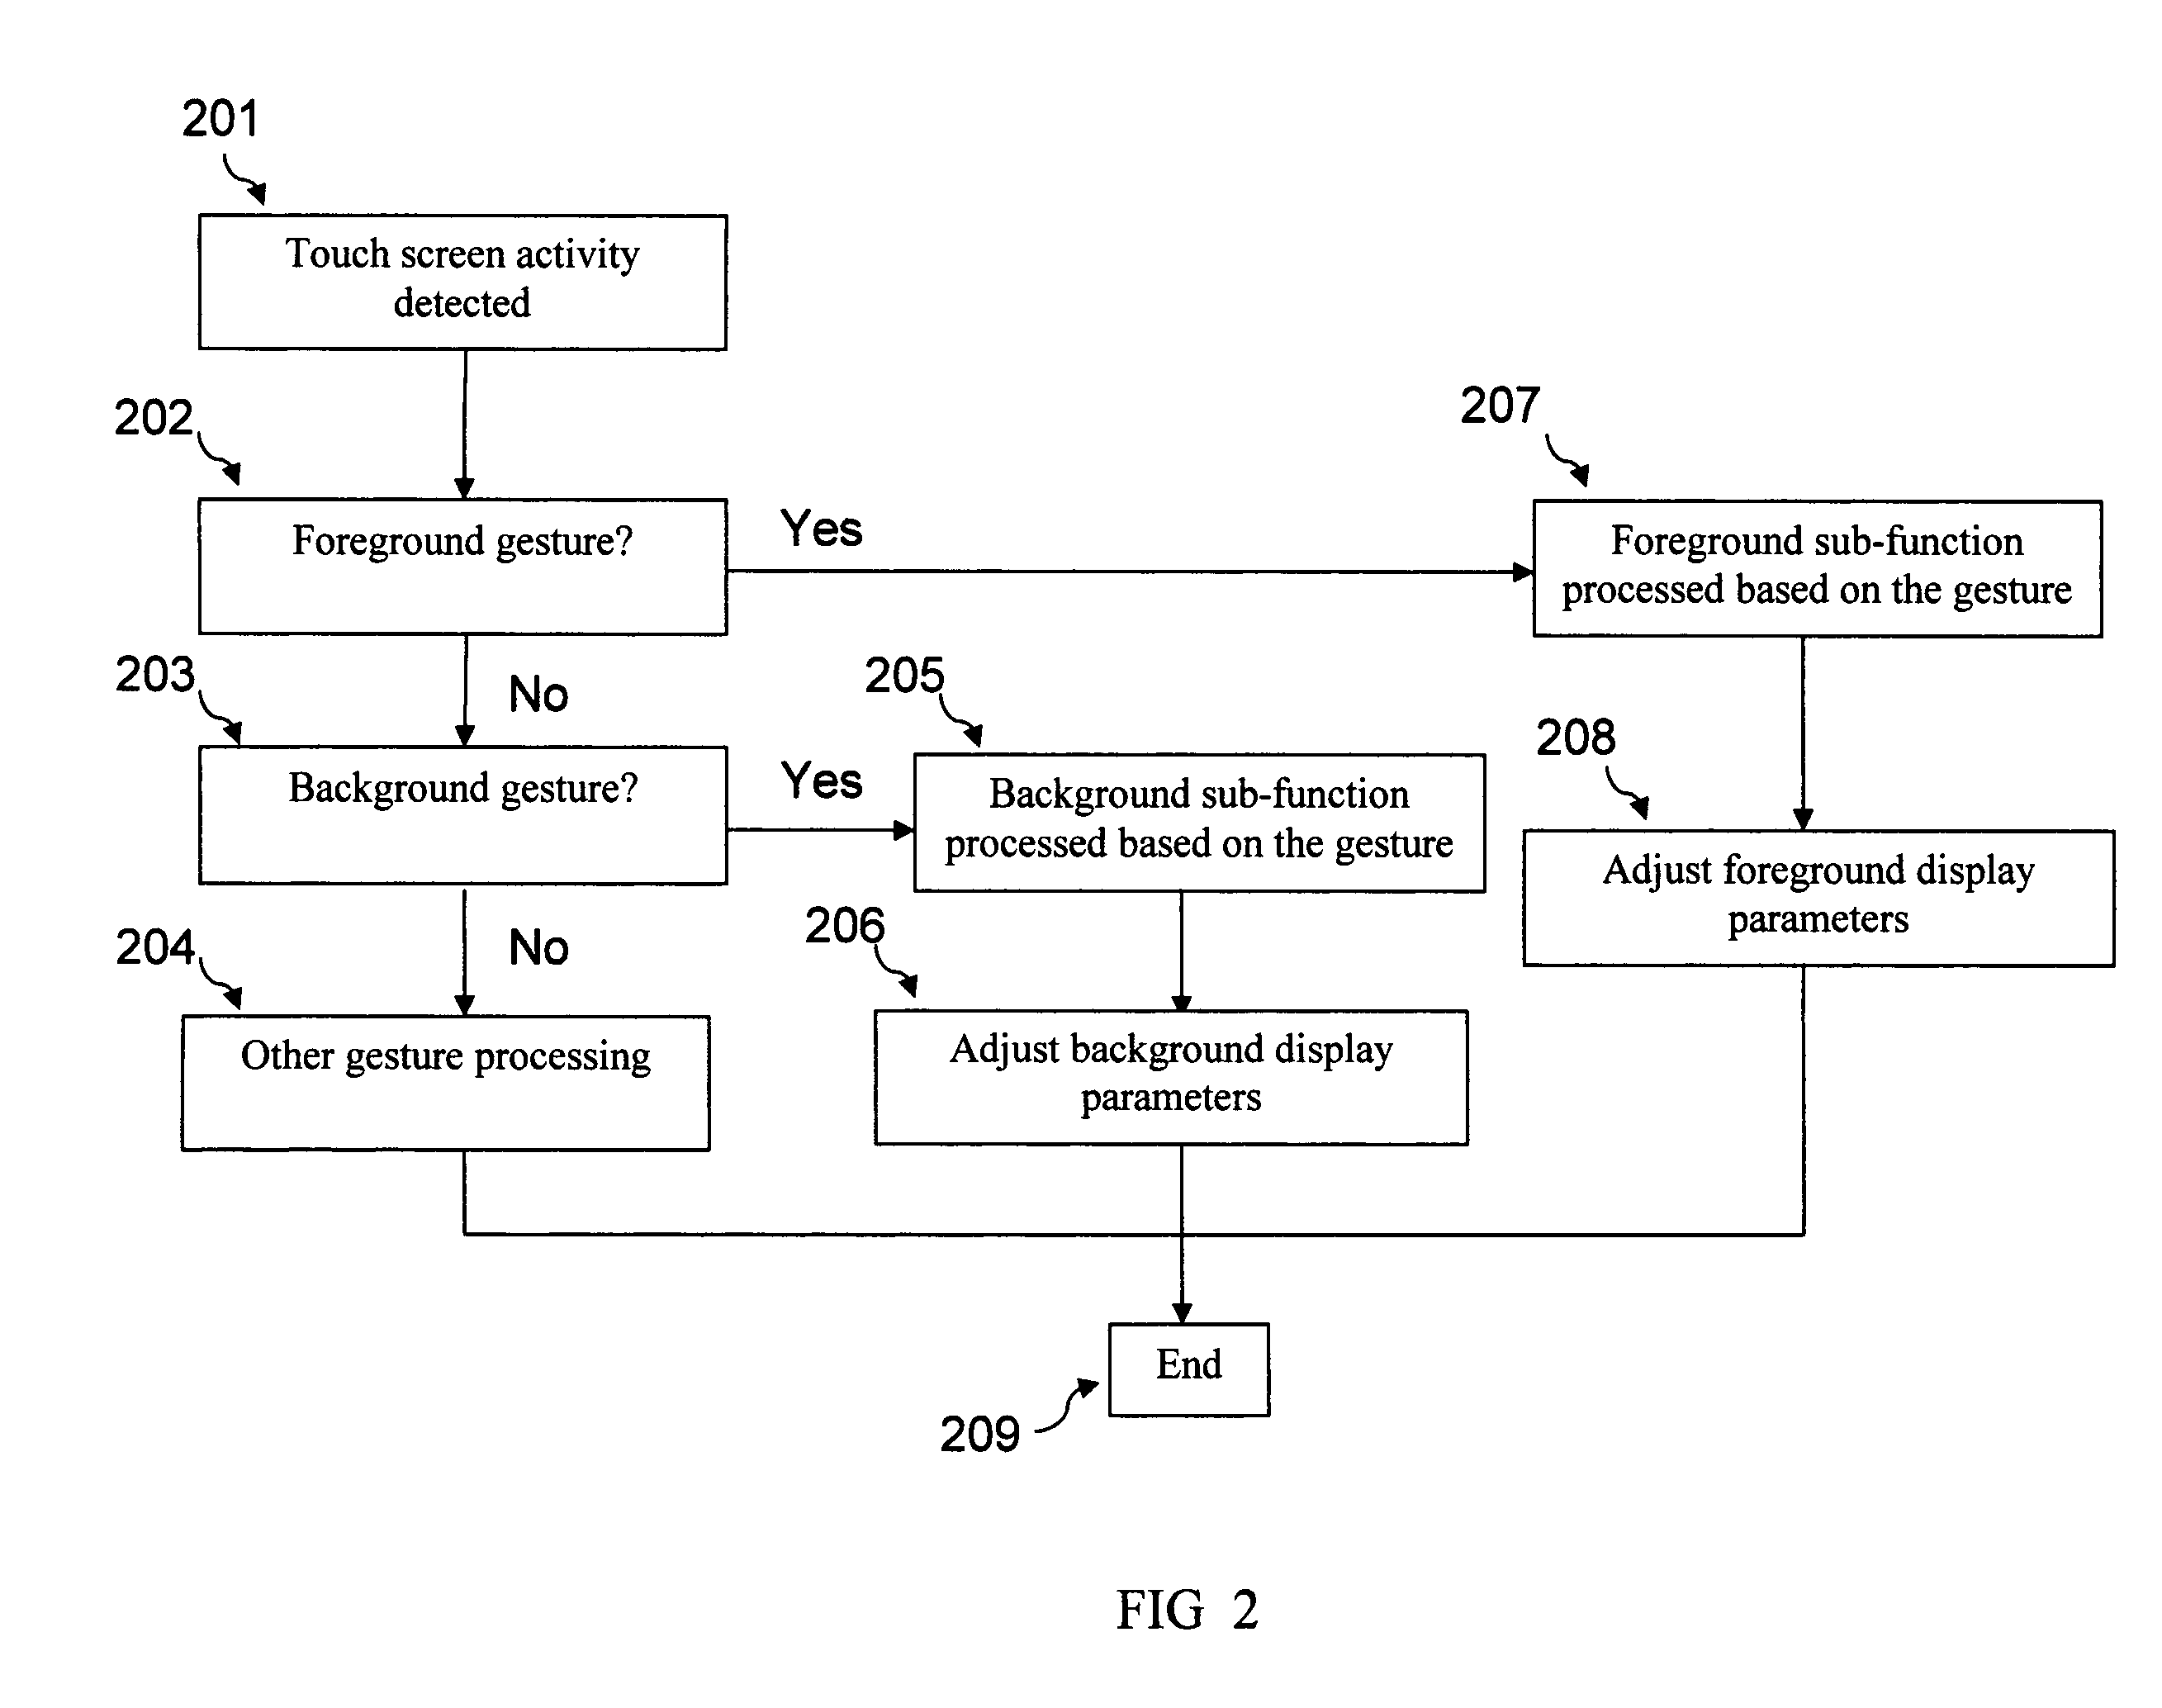 201
Touch screen activity
detected
202
Foreground gesture?
Yes
207
Foreground sub-function
processed based on the gesture
No
203
Background gesture?
Yes
205
Background sub-function
processed based on the gesture
208
Adjust foreground display
parameters
No
204
Other gesture processing
206
Adjust background display
parameters
End
209
FIG 2